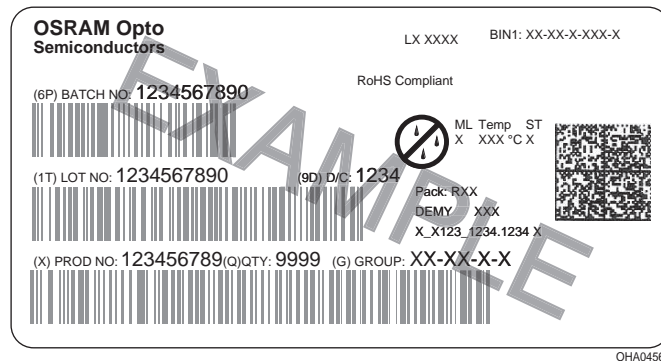 OSRAM Opto
Semiconductors
LX XXXX
BIN1: XX-XX-X-XXX-X
RoHS Compliant
(6P) BATCH NO: 1234567890
ML Temp ST
X XXX °C X
(1T) LOT NO: 1234567890
(9D) D/C: 1234
Pack: RXX
DEMY XXX
X_X123_1234.1234 X
(X) PROD NO: 123456789(Q)QTY: 9999 (G) GROUP: XX-XX-X-X
EXAMPLE
OHA04563